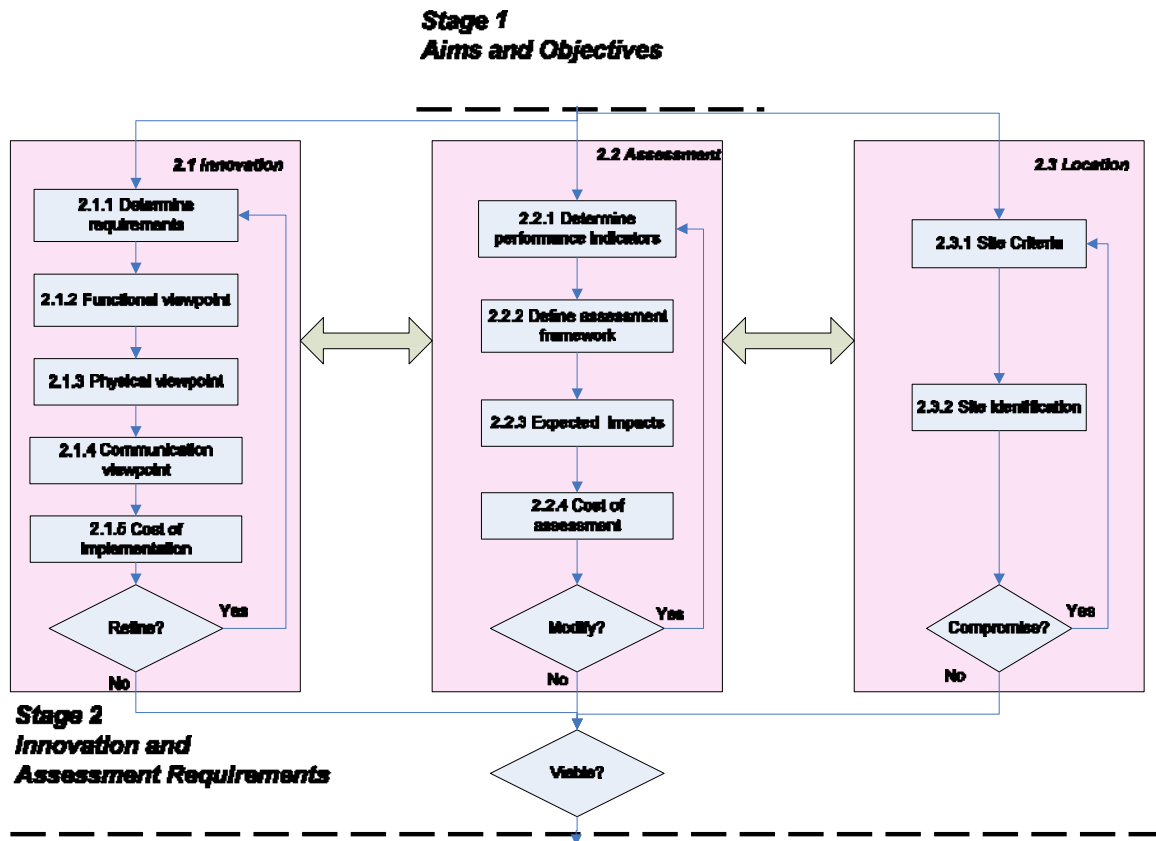 Stage 1
Aims and Objectives
2.1 Innovation
2.1.1 Determine
requirements
2.1.2 Functional viewpoint
2.1.3 Physical viewpoint
2.1.4 Communication
viewpoint
2.1.5 Cost of
Implementation
Refine?
Yes
No
2.2 Assessment
2.2.1 Determine
performance Indicators
2.2.2 Define assessment
framework
2.2.3 Expected Impacts
2.2.4 Cost of
assessment
Modify?
Yes
No
2.3 Location
2.3.1 Site Criteria
2.3.2 Site Identification
Compromise?
Yes
No
Stage 2
Innovation and
Assessment Requirements
Viable?